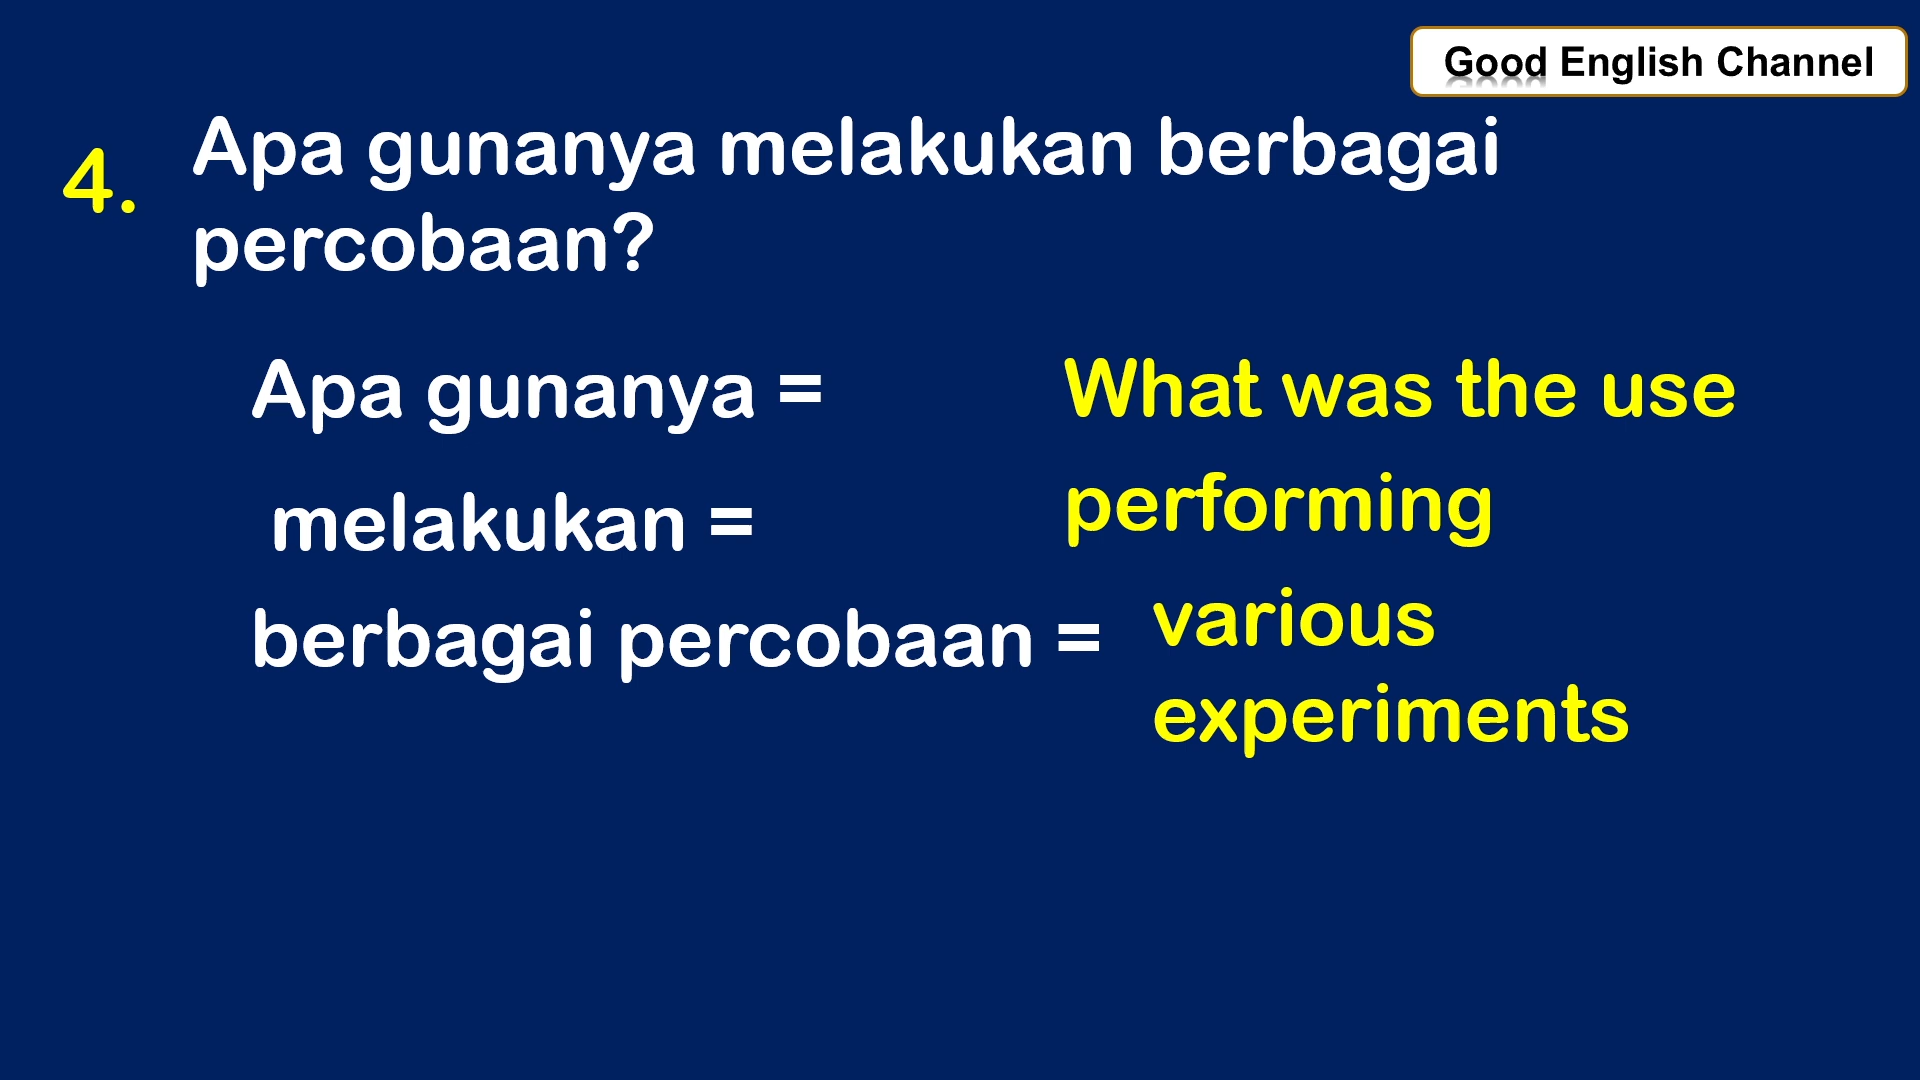 Good English Channel
4.
Apa gunanya melakukan berbagai
percobaan?
Apa gunanya =
What was the use
melakukan =
performing
berbagai percobaan =
various
experiments